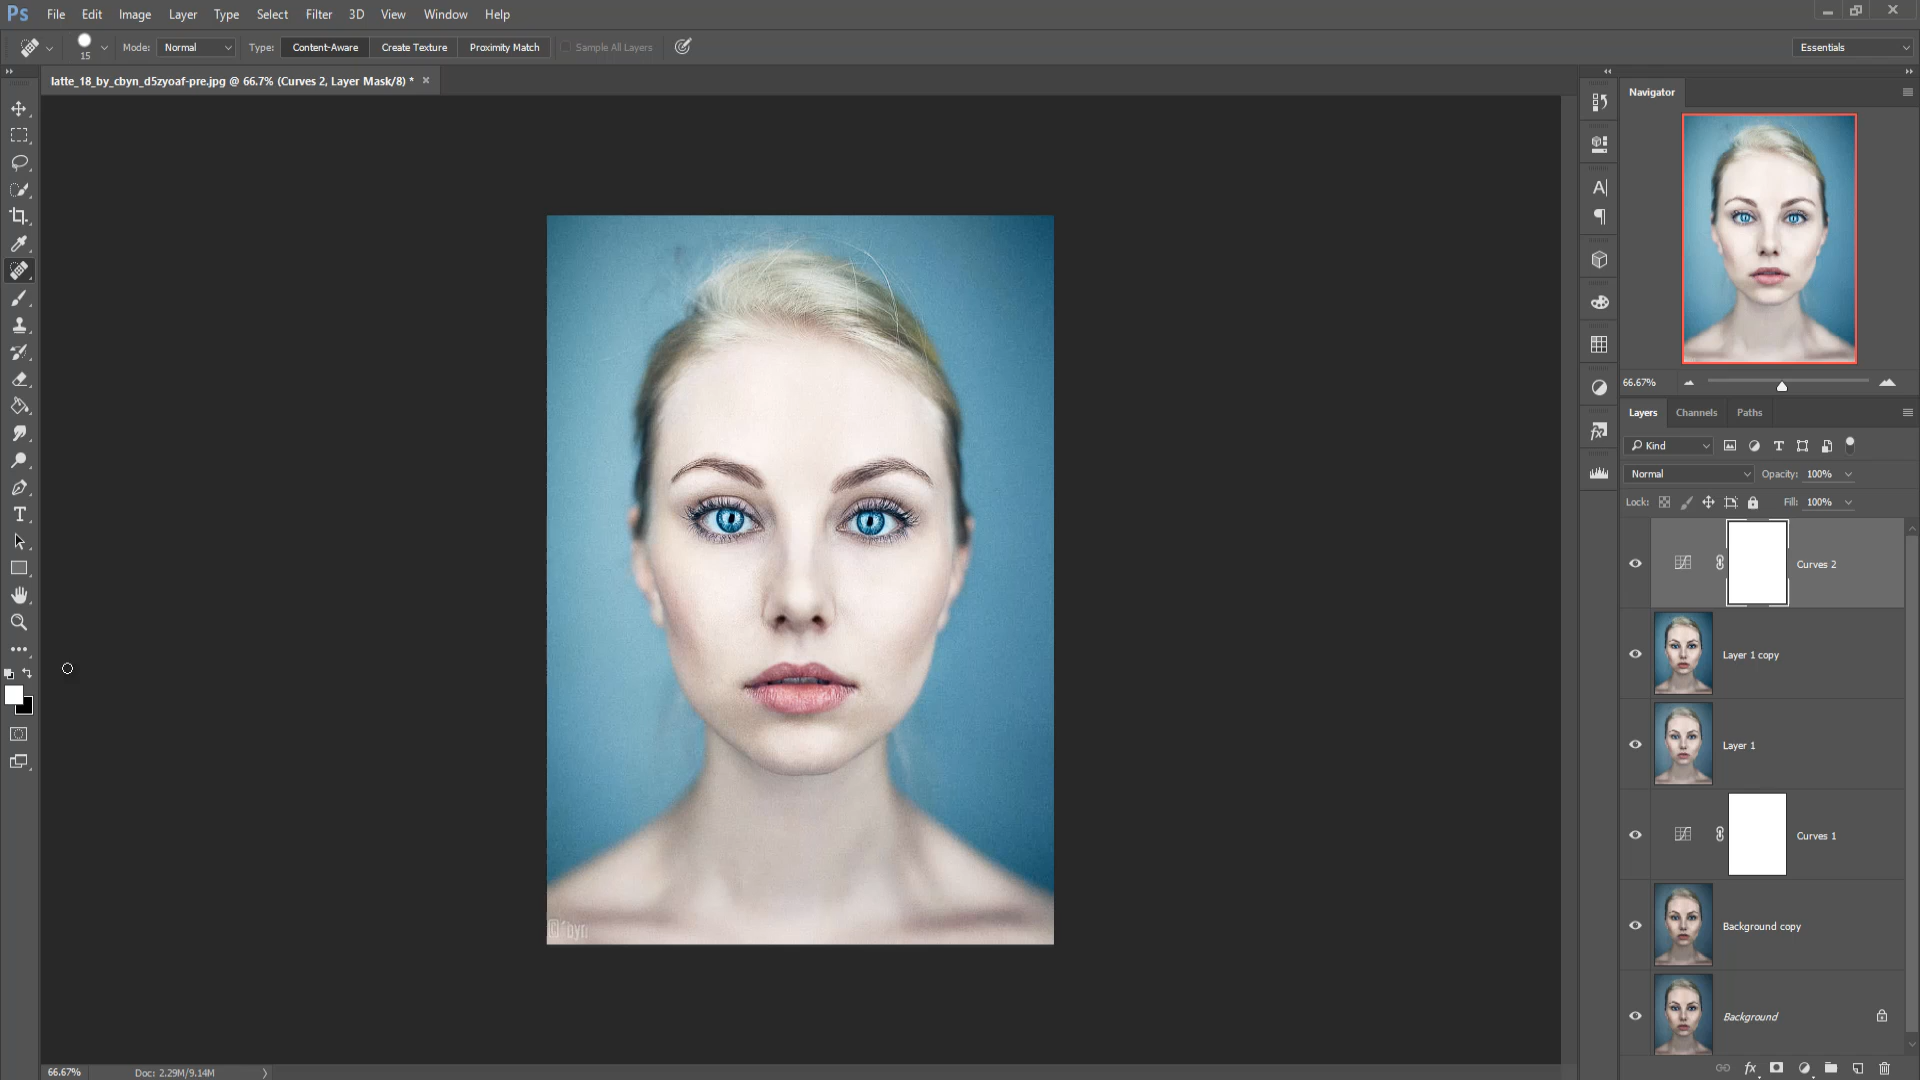 Ps File Edit Image Layer Type Select Filter 3D View Window Help
15 Mode: Normal Type: Content-Aware Create Texture Proximity Match Sample All Layers Essentials
latte_18_by_cbyn_d5zyoaf-pre.jpg @ 66.7% (Curves 2, Layer Mask/8) * ×
Navigator
66.67%
Layers Channels Paths
Kind
Normal Opacity: 100%
Lock: Fill: 100%
Curves 2
Layer 1 copy
Layer 1
Curves 1
Background copy
Background
66.67% Doc: 2.29M/9.14M